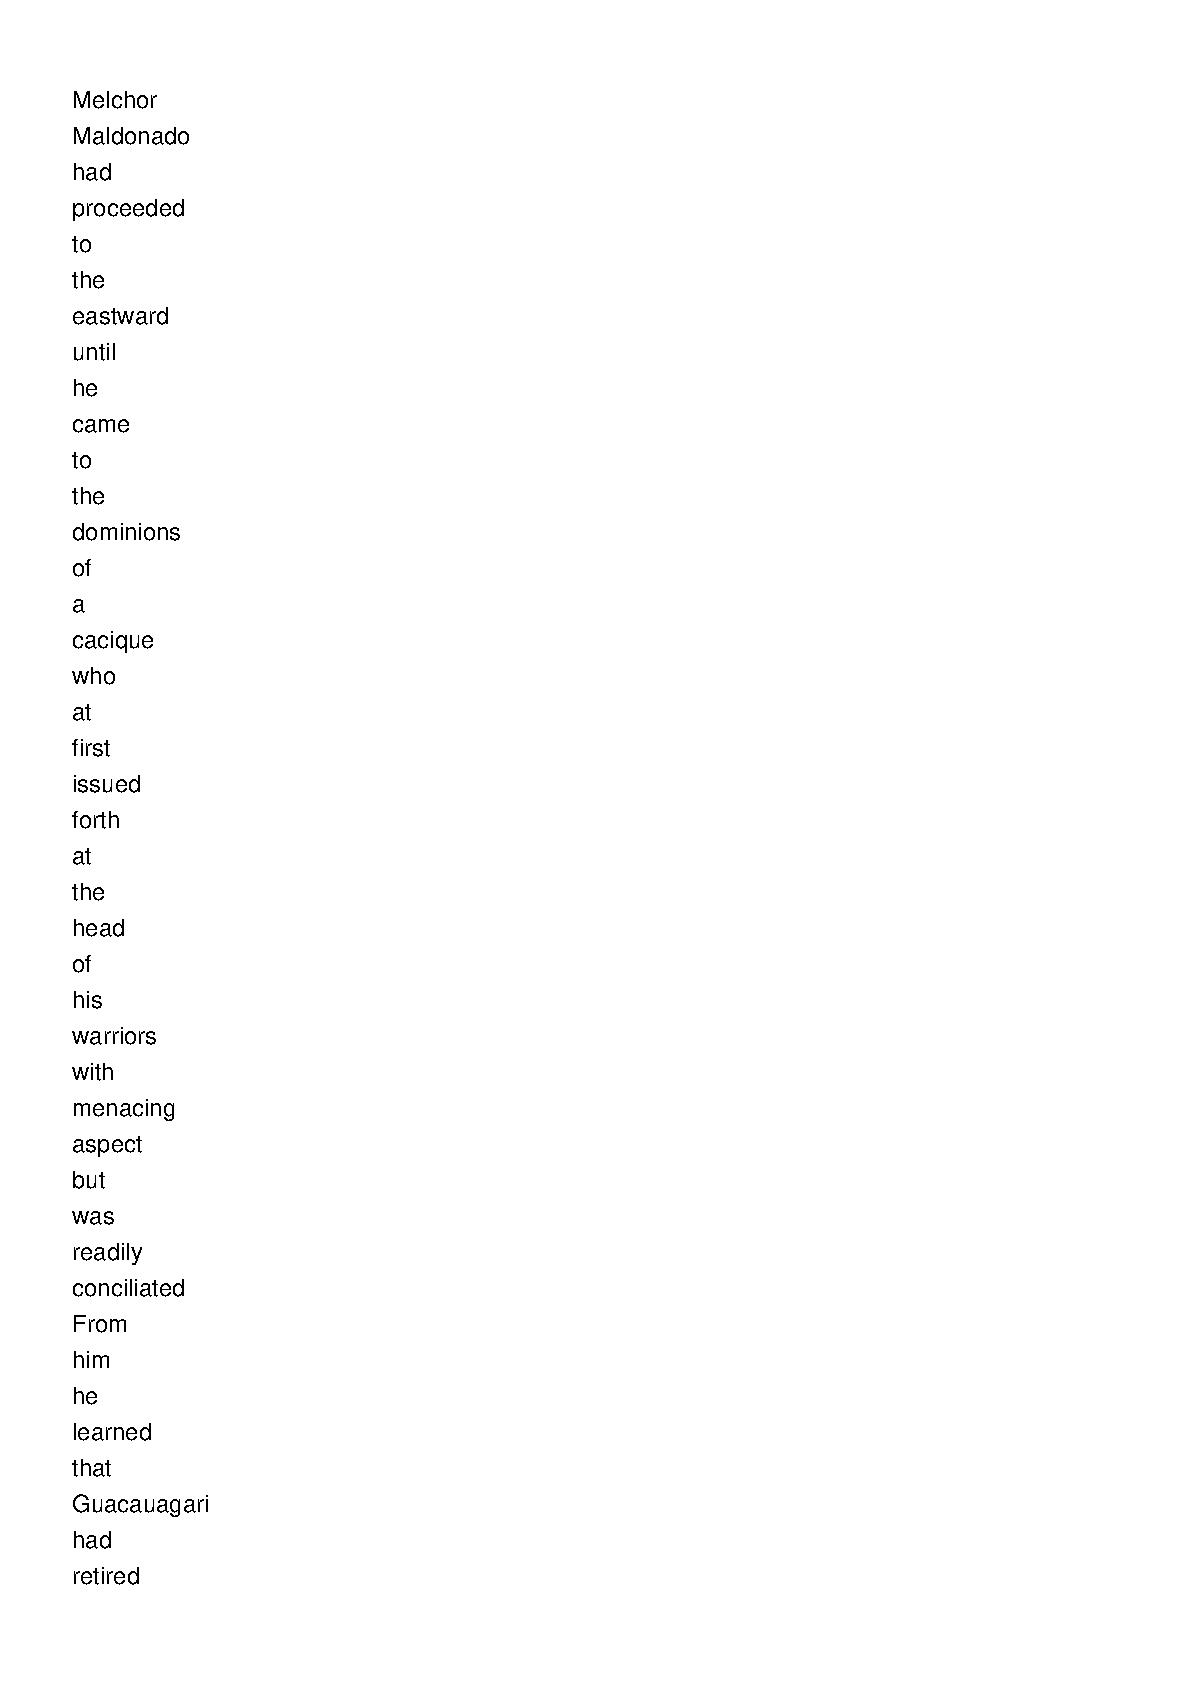 Melchor
Maldonado
had
proceeded
to
the
eastward
until
he
came
to
the
dominions
of
a
cacique
who
at
first
issued
forth
at
the
head
of
his
warriors
with
menacing
aspect
but
was
readily
conciliated
From
him
he
learned
that
Guacauagari
had
retired